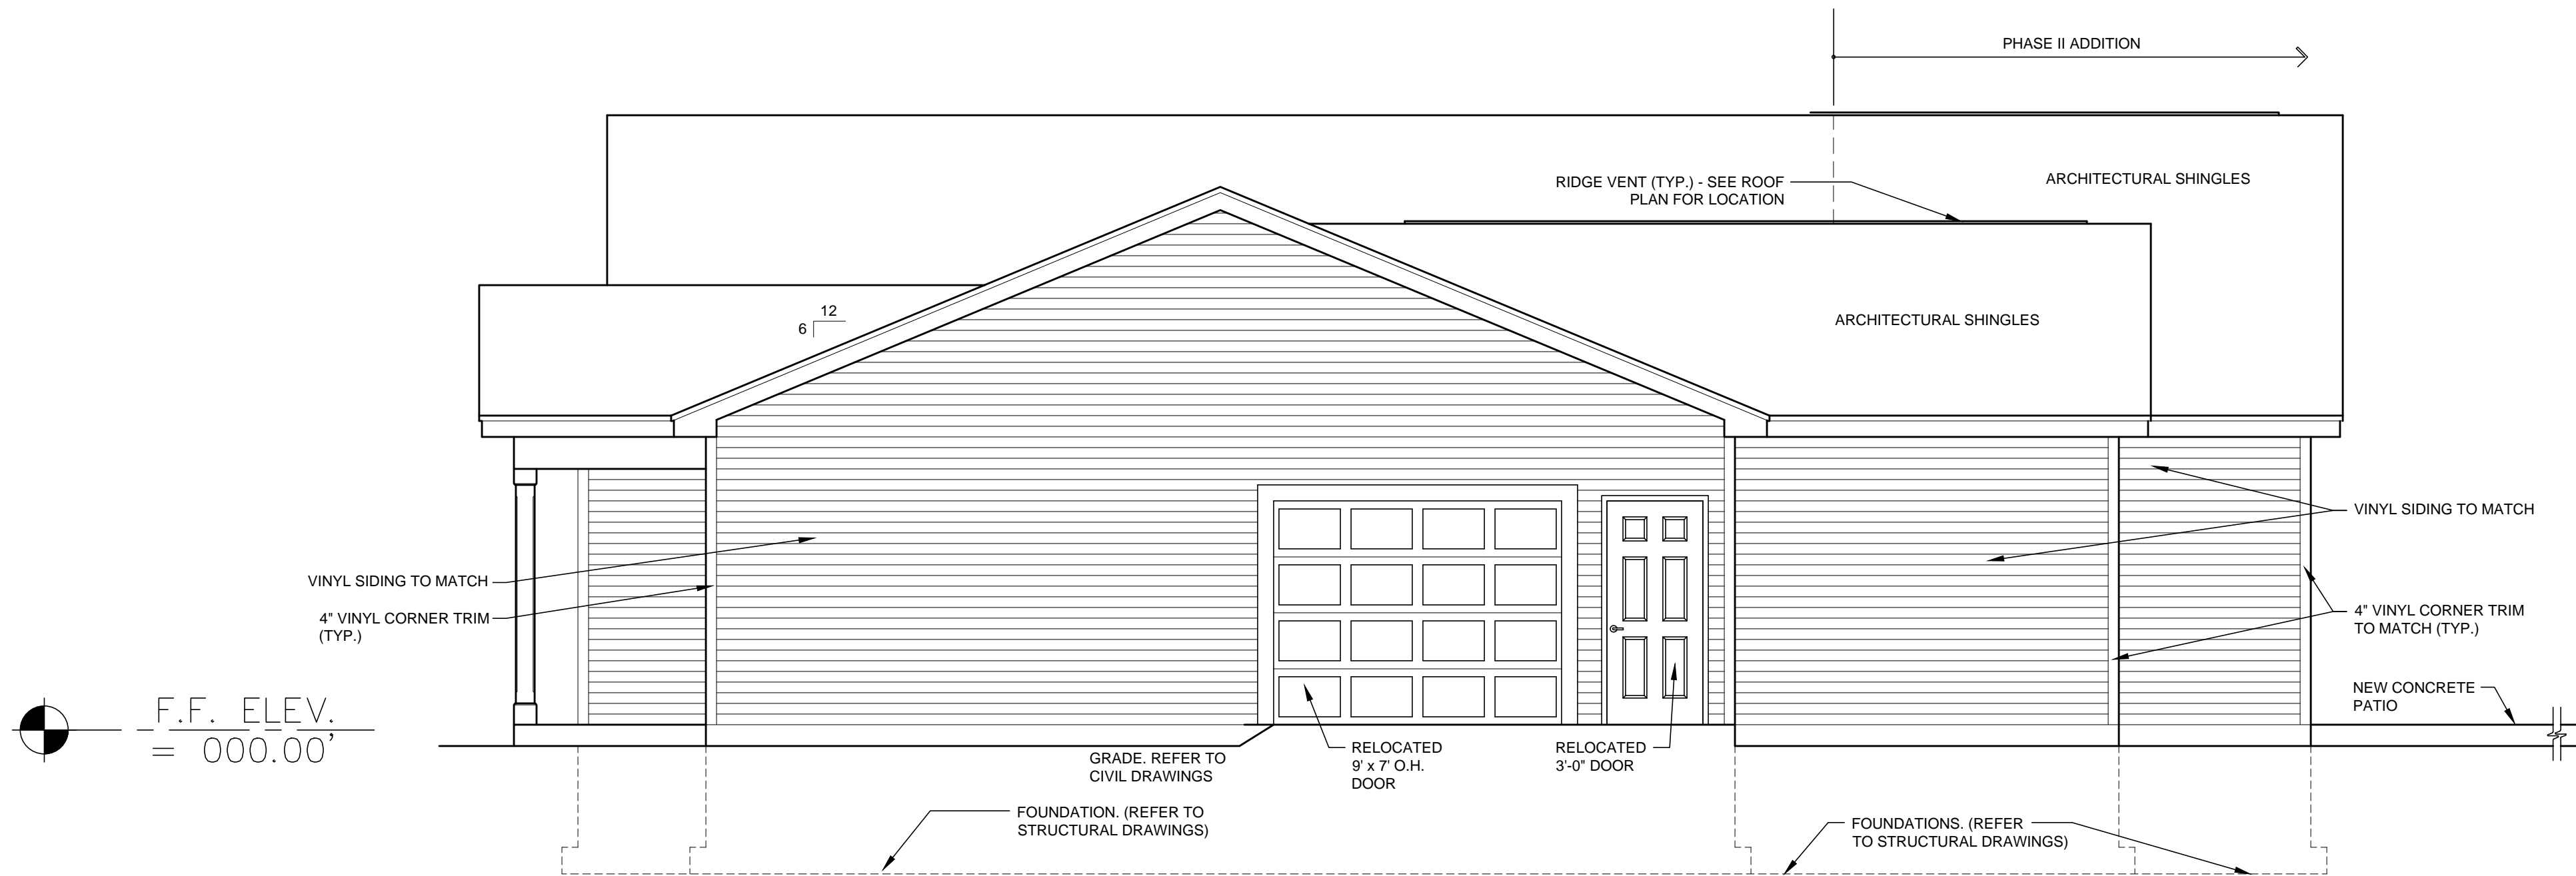 PHASE II ADDITION
RIDGE VENT (TYP.) - SEE ROOF
PLAN FOR LOCATION
ARCHITECTURAL SHINGLES
12
6
ARCHITECTURAL SHINGLES
VINYL SIDING TO MATCH
4" VINYL CORNER TRIM
(TYP.)
VINYL SIDING TO MATCH
4" VINYL CORNER TRIM
TO MATCH (TYP.)
NEW CONCRETE
PATIO
F.F. ELEV.
= 000.00'
GRADE. REFER TO
CIVIL DRAWINGS
RELOCATED
9' x 7' O.H.
DOOR
RELOCATED
3'-0" DOOR
FOUNDATION. (REFER TO
STRUCTURAL DRAWINGS)
FOUNDATIONS. (REFER
TO STRUCTURAL DRAWINGS)